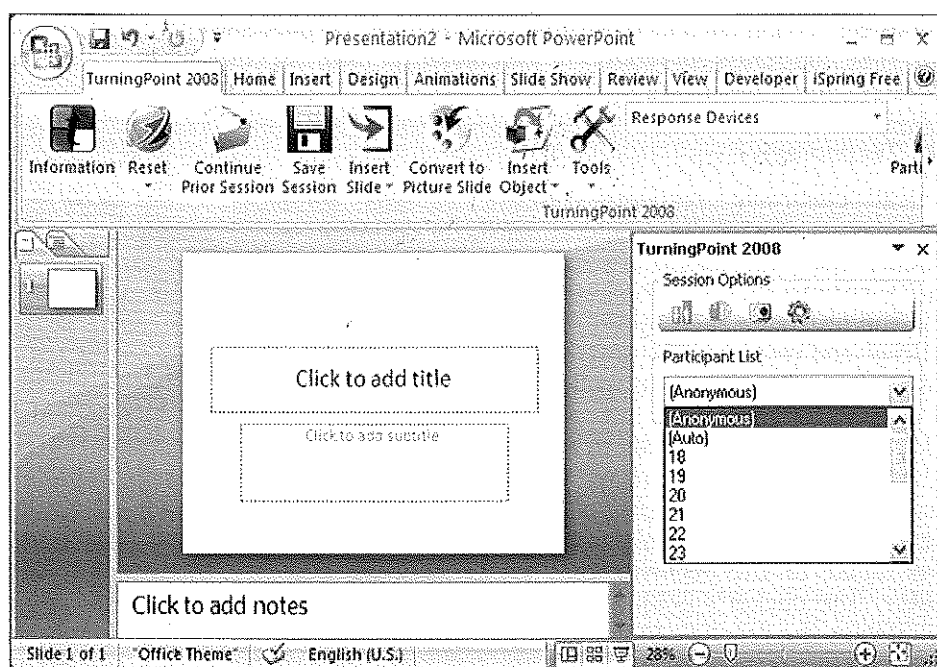 Presentation2 - Microsoft PowerPoint
TurningPoint 2008 Home Insert Design Animations Slide Show Review View Developer iSpring Free
Response Devices
Information Reset Continue Prior Session Save Session Insert Slide Convert to Picture Slide Insert Object Tools Parti
TurningPoint 2008
TurningPoint 2008
Session Options
Participant List
(Anonymous)
(Anonymous)
(Auto)
18
19
20
21
22
23
1
Click to add title
Click to add subtitle
Click to add notes
Slide 1 of 1 "Office Theme" English (U.S.) 28%